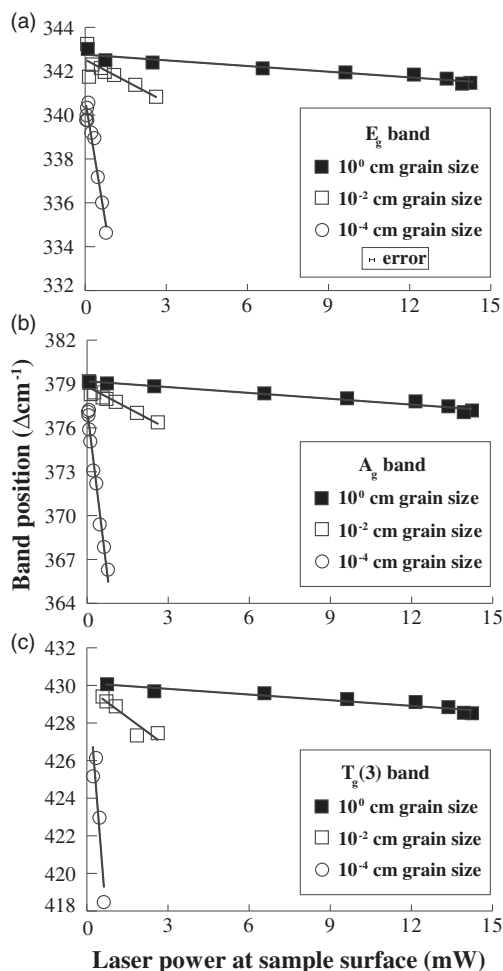 (a)
344
342
340
338
336
334
332
E_g band
10⁰ cm grain size
10⁻² cm grain size
10⁻⁴ cm grain size
error
0 3 6 9 12 15
(b)
382
379
376
373
370
367
364
A_g band
10⁰ cm grain size
10⁻² cm grain size
10⁻⁴ cm grain size
0 3 6 9 12 15
Band position (Δcm⁻¹)
(c)
432
430
428
426
424
422
420
418
T_g(3) band
10⁰ cm grain size
10⁻² cm grain size
10⁻⁴ cm grain size
0 3 6 9 12 15
Laser power at sample surface (mW)